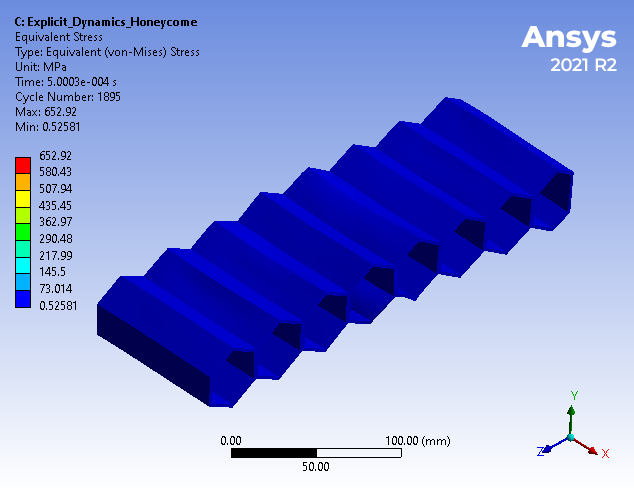 C: Explicit_Dynamics_Honeycome
Equivalent Stress
Type: Equivalent (von-Mises) Stress
Unit: MPa
Time: 5.0003e-004 s
Cycle Number: 1895
Max: 652.92
Min: 0.52581
Ansys
2021 R2
652.92
580.43
507.94
435.45
362.97
290.48
217.99
145.5
73.014
0.52581
0.00
100.00 (mm)
50.00
Y
Z
X